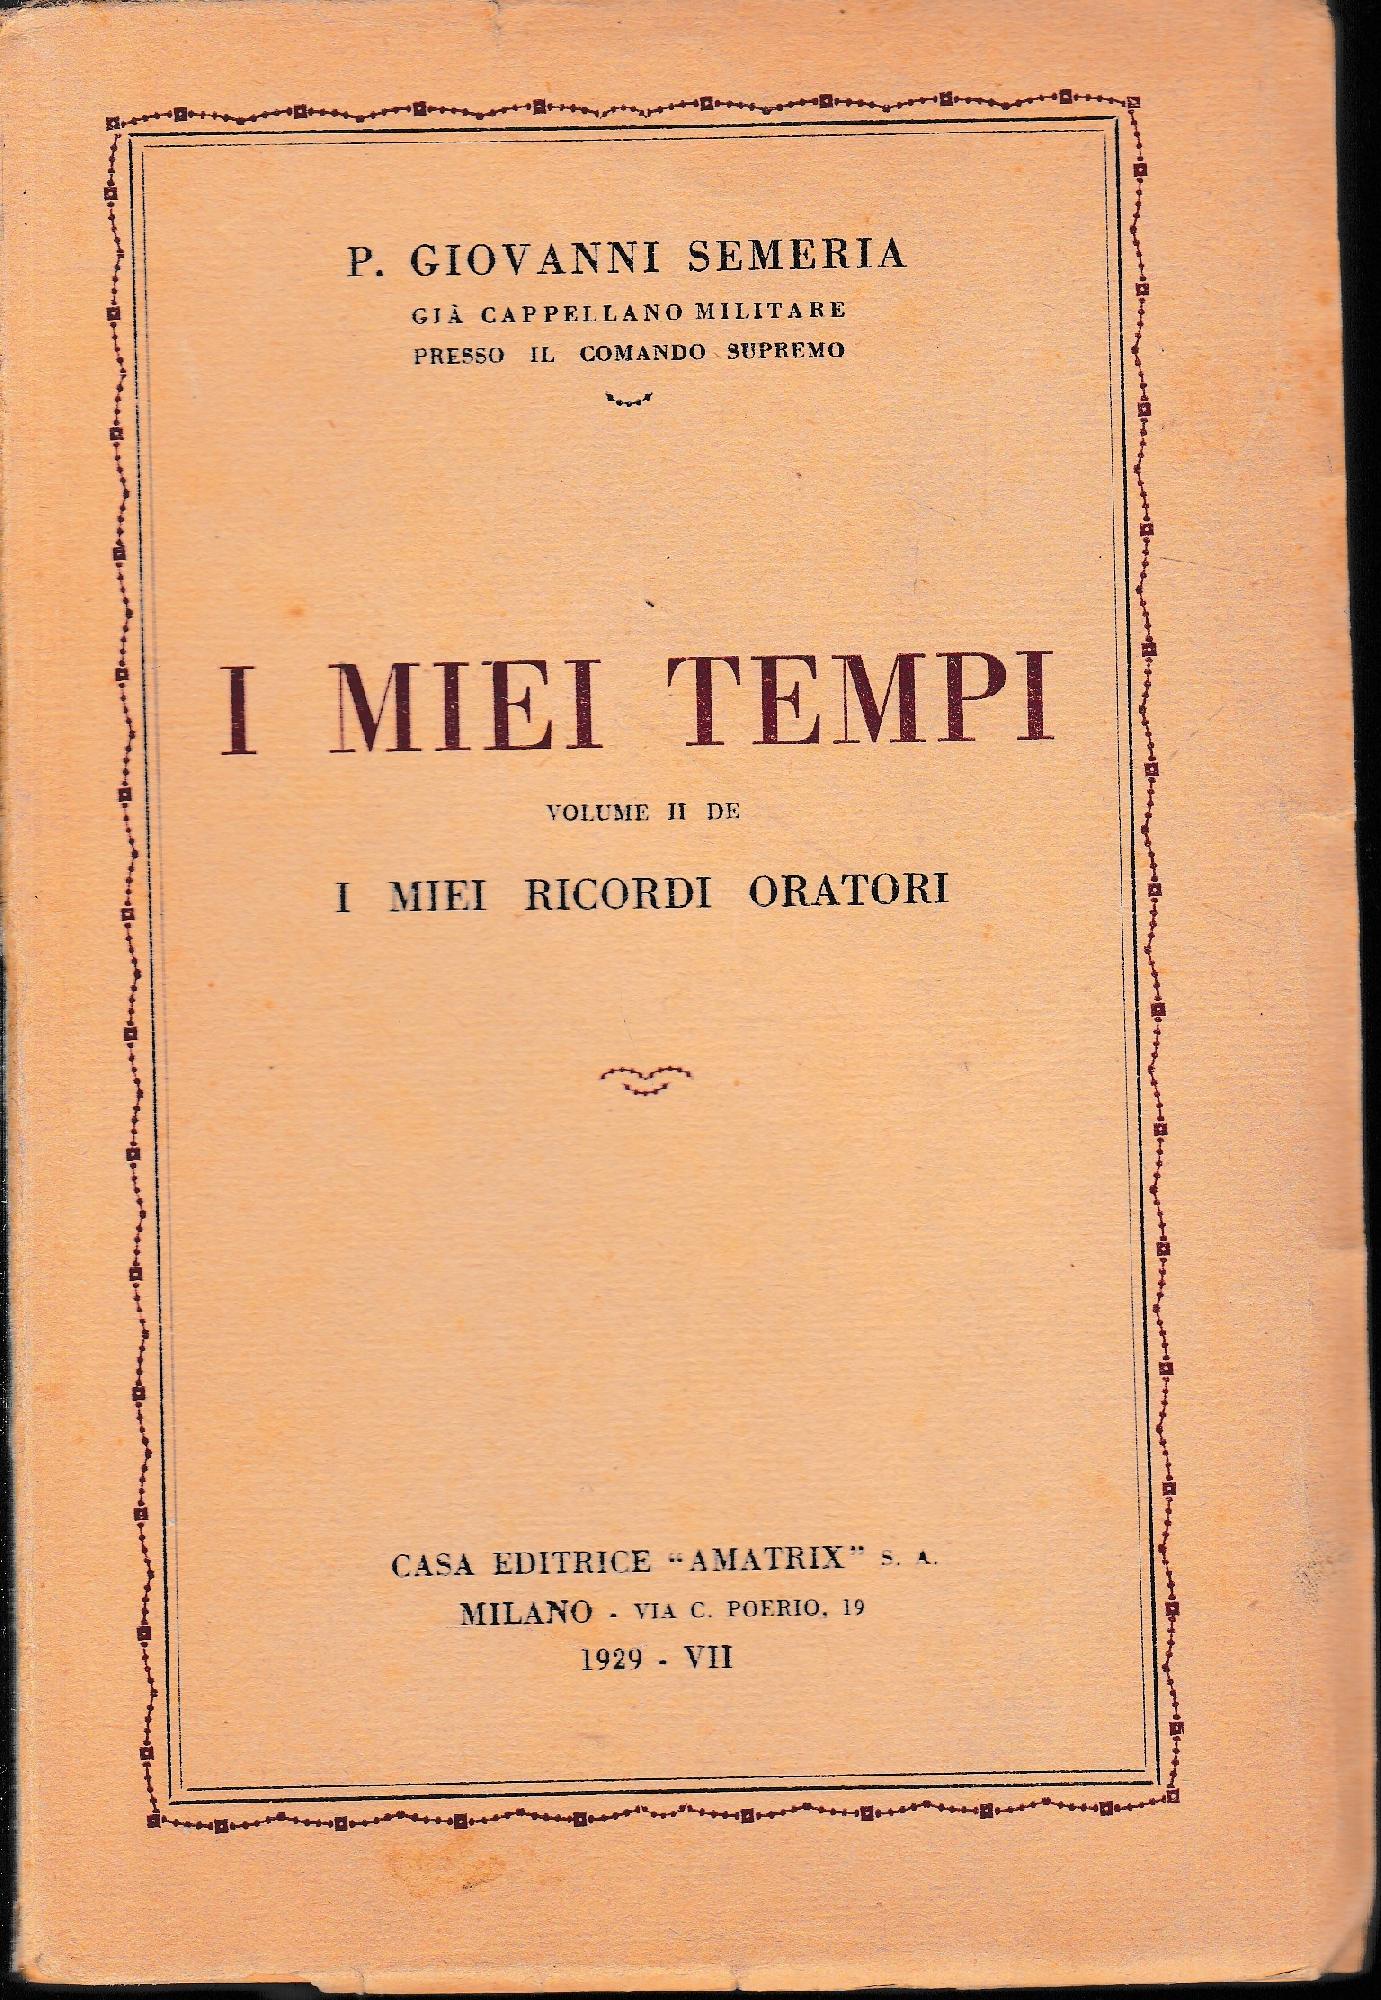 P. GIOVANNI SEMERIA
GIÀ CAPPELLANO MILITARE
PRESSO IL COMANDO SUPREMO
I MIEI TEMPI
VOLUME II DE
I MIEI RICORDI ORATORI
CASA EDITRICE “AMATRIX” S. A.
MILANO - VIA C. POERIO, 19
1929 - VII